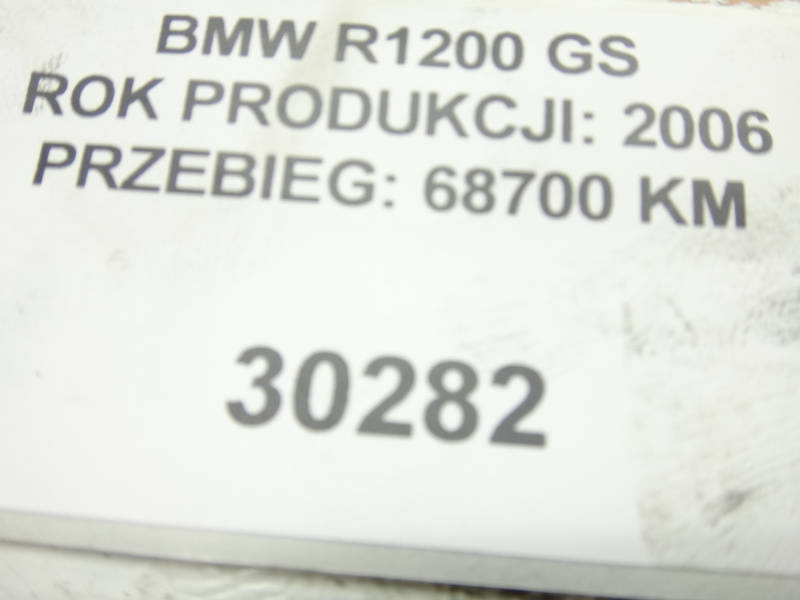 BMW R1200 GS
ROK PRODUKCJI: 2006
PRZEBIEG: 68700 KM
30282